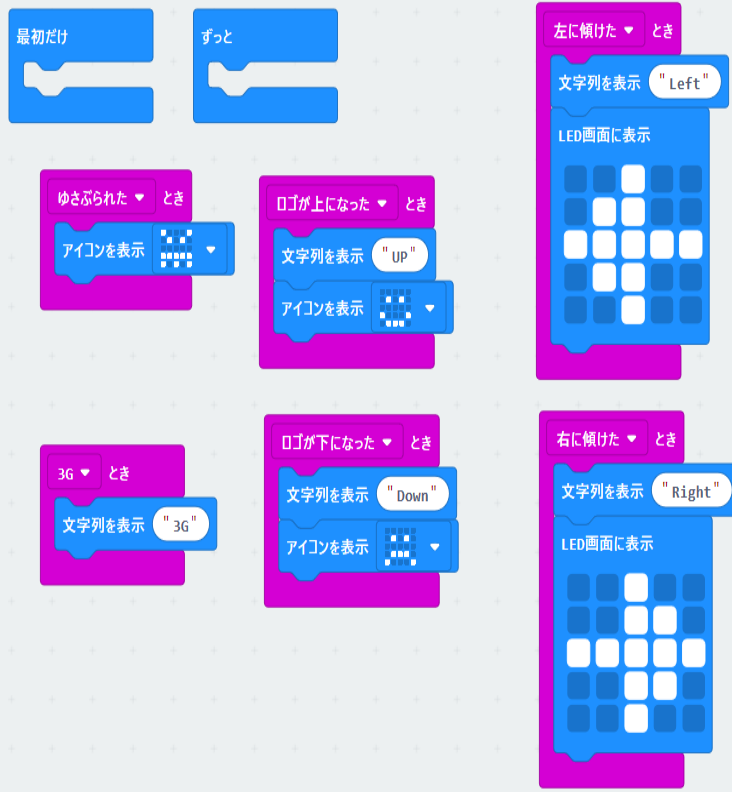 最初だけ
ずっと
左に傾けた とき
文字列を表示 "Left"
LED画面に表示
ゆさぶられた とき
アイコンを表示
ロゴが上になった とき
文字列を表示 "UP"
アイコンを表示
3G とき
文字列を表示 "3G"
ロゴが下になった とき
文字列を表示 "Down"
アイコンを表示
右に傾けた とき
文字列を表示 "Right"
LED画面に表示